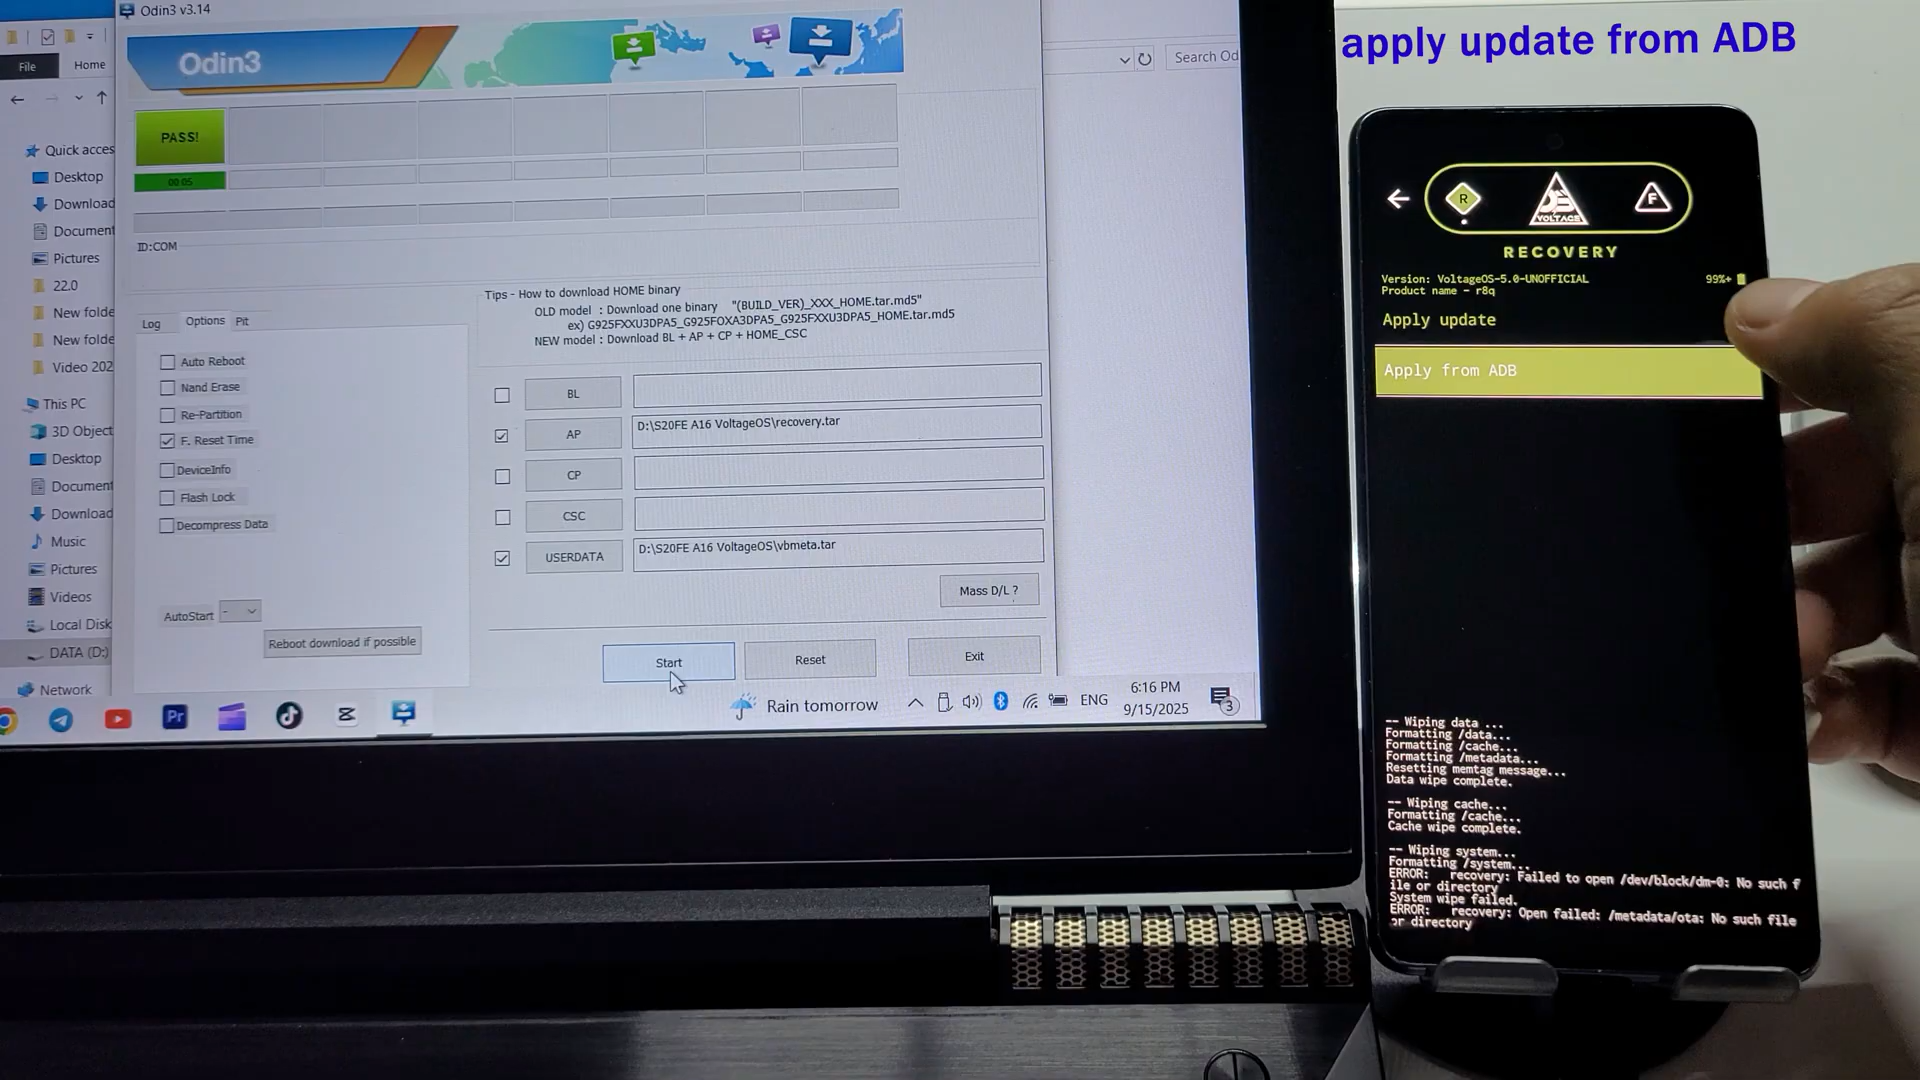 Odin3 v3.14
apply update from ADB
File
Home
Search Od
Odin3
PASS!
00:05
ID:COM
Quick acces
Desktop
Download
Document
Pictures
22.0
New folde
New folde
Video 202
This PC
3D Object
Desktop
Document
Download
Music
Pictures
Videos
Local Disk
DATA (D:)
Network
Log
Options
Pit
Auto Reboot
Nand Erase
Re-Partition
F. Reset Time
DeviceInfo
Flash Lock
Decompress Data
AutoStart
-
Reboot download if possible
Tips - How to download HOME binary
OLD model : Download one binary "(BUILD_VER)_XXX_HOME.tar.md5"
ex) G925FXXU3DPA5_G925FOXA3DPA5_G925FXXU3DPA5_HOME.tar.md5
NEW model : Download BL + AP + CP + HOME_CSC
BL
AP
D:\S20FE A16 VoltageOS\recovery.tar
CP
CSC
USERDATA
D:\S20FE A16 VoltageOS\vbmeta.tar
Mass D/L ?
Start
Reset
Exit
Pr
Rain tomorrow
ENG
6:16 PM
9/15/2025
3
R
VOLTAGE
F
RECOVERY
Version: VoltageOS-5.0-UNOFFICIAL
99%+
Product name - r8q
Apply update
Apply from ADB
-- Wiping data ...
Formatting /data...
Formatting /cache...
Formatting /metadata...
Resetting memtag message...
Data wipe complete.
-- Wiping cache...
Formatting /cache...
Cache wipe complete.
-- Wiping system...
Formatting /system...
ERROR: recovery: Failed to open /dev/block/dm-0: No such f
ile or directory
System wipe failed.
ERROR: recovery: Open failed: /metadata/ota: No such file
or directory